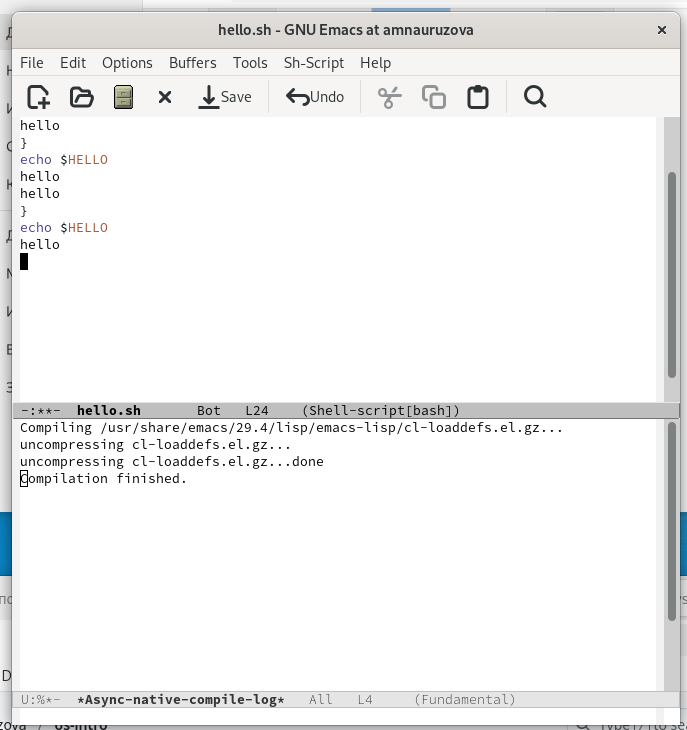 hello.sh - GNU Emacs at amnauruzova
File Edit Options Buffers Tools Sh-Script Help
Save Undo
hello
}
echo $HELLO
hello
hello
}
echo $HELLO
hello
-:**- hello.sh Bot L24 (Shell-script[bash])
Compiling /usr/share/emacs/29.4/lisp/emacs-lisp/cl-loaddefs.el.gz...
uncompressing cl-loaddefs.el.gz...
uncompressing cl-loaddefs.el.gz...done
Compilation finished.
U:%*- *Async-native-compile-log* All L4 (Fundamental)